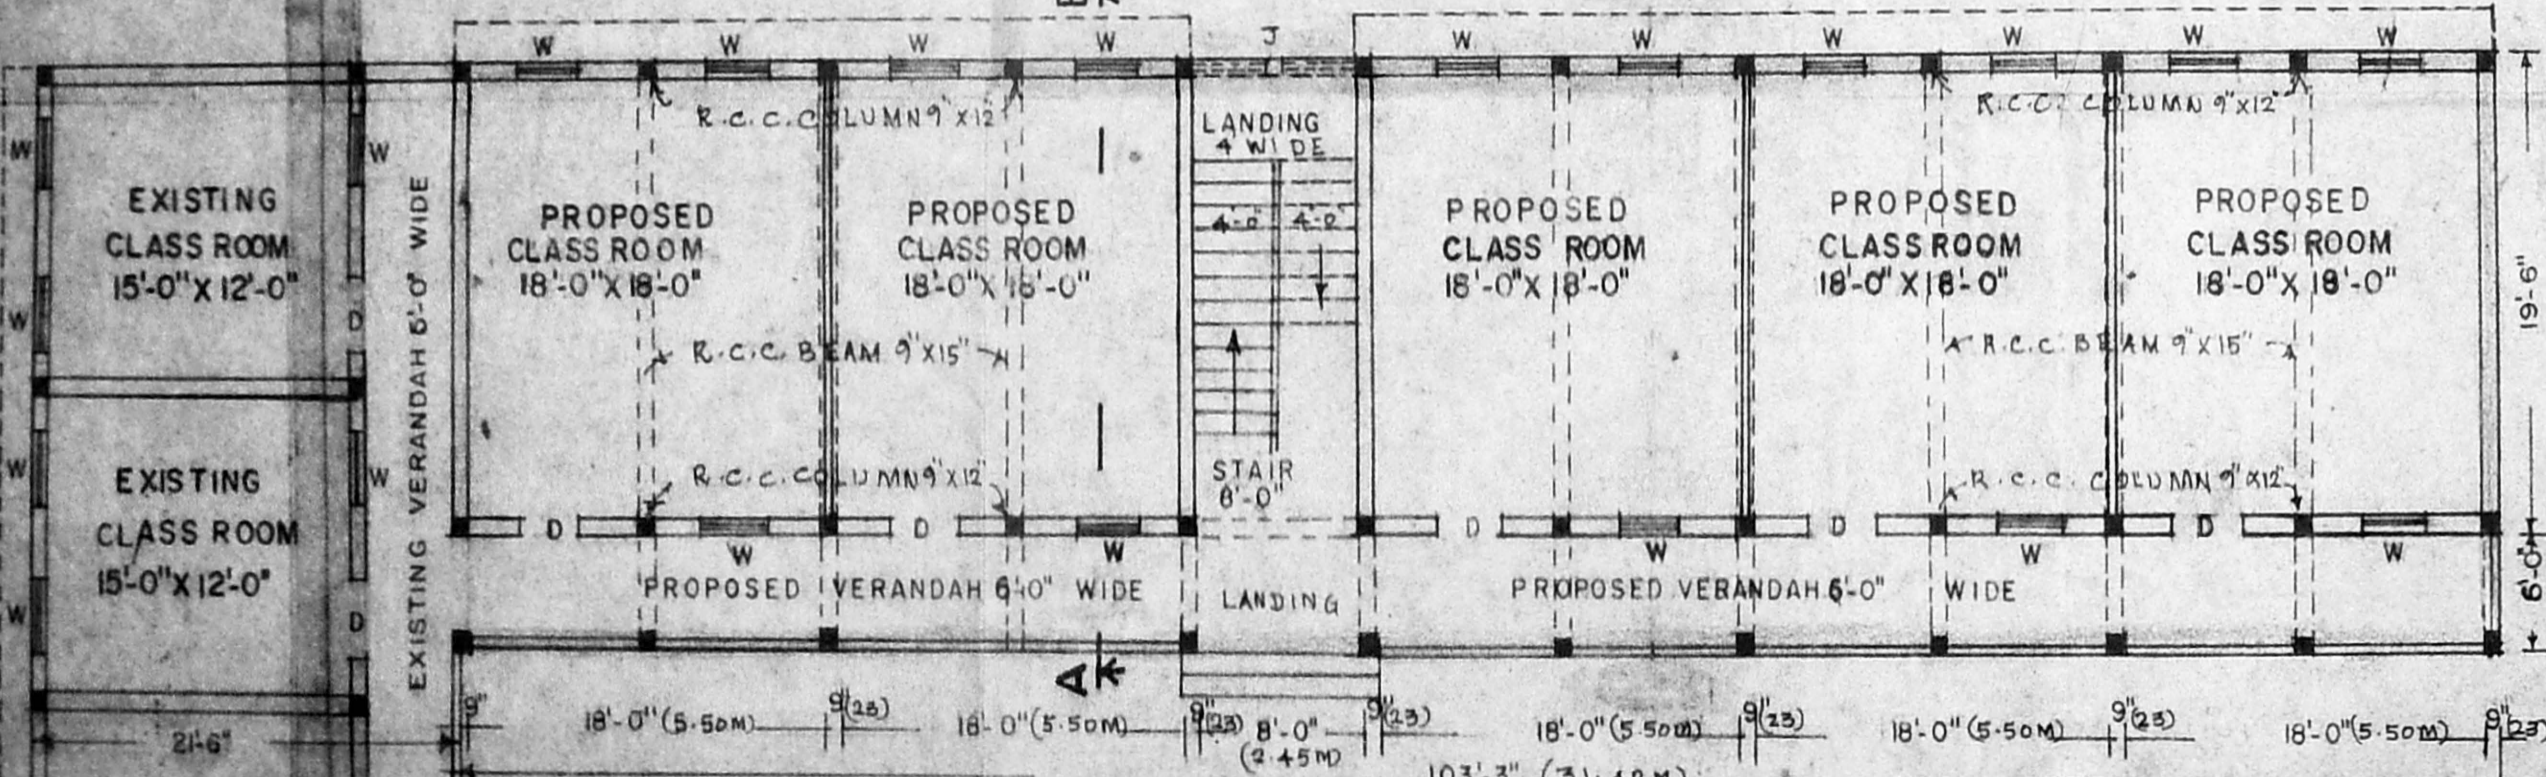 W W W W J W W W W W W
R.C.C. COLUMN 9"X12"
R.C.C. COLUMN 9"X12"
LANDING
4 WIDE
W W
EXISTING
CLASS ROOM
15'-0"X12'-0"
W D
EXISTING VERANDAH 6'-0" WIDE
PROPOSED
CLASS ROOM
18'-0"X18'-0"
PROPOSED
CLASS ROOM
18'-0"X18'-0"
4'-0" 4'-0"
PROPOSED
CLASS ROOM
18'-0"X18'-0"
PROPOSED
CLASS ROOM
18'-0"X18'-0"
PROPOSED
CLASS ROOM
18'-0"X18'-0"
19'-6"
R.C.C. BEAM 9"X15"
R.C.C. BEAM 9"X15"
W W
EXISTING
CLASS ROOM
15'-0"X12'-0"
W D
R.C.C. COLUMN 9"X12"
STAIR
8'-0"
R.C.C. COLUMN 9"X12"
D D D D D
W W W W W
PROPOSED VERANDAH 6'-0" WIDE
LANDING
PROPOSED VERANDAH 6'-0" WIDE
6'-0"
A
21'-6"
9" 18'-0" (5.50M) 9"(23) 18'-0" (5.50M) 9"(23) 8'-0" 9"(23) 18'-0" (5.50M) 9"(23) 18'-0" (5.50M) 9"(23) 18'-0" (5.50M) 9"(23)
(2.45M)
103'-3"